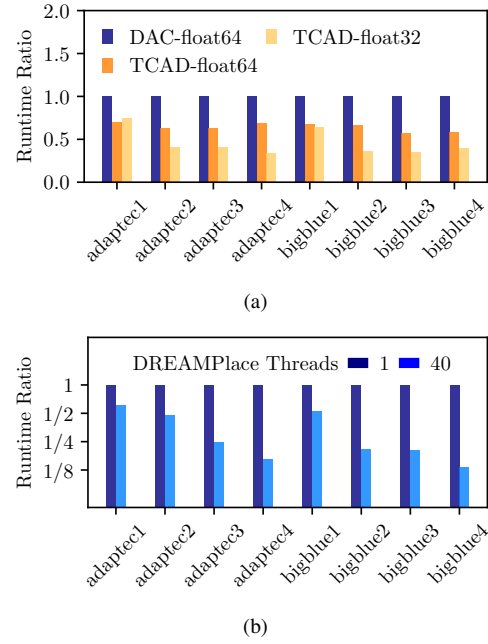 2.0
1.5
1.0
0.5
0.0
Runtime Ratio
DAC-float64
TCAD-float32
TCAD-float64
adaptec1
adaptec2
adaptec3
adaptec4
bigblue1
bigblue2
bigblue3
bigblue4
(a)
DREAMPlace Threads 1 40
1
1/2
1/4
1/8
Runtime Ratio
adaptec1
adaptec2
adaptec3
adaptec4
bigblue1
bigblue2
bigblue3
bigblue4
(b)